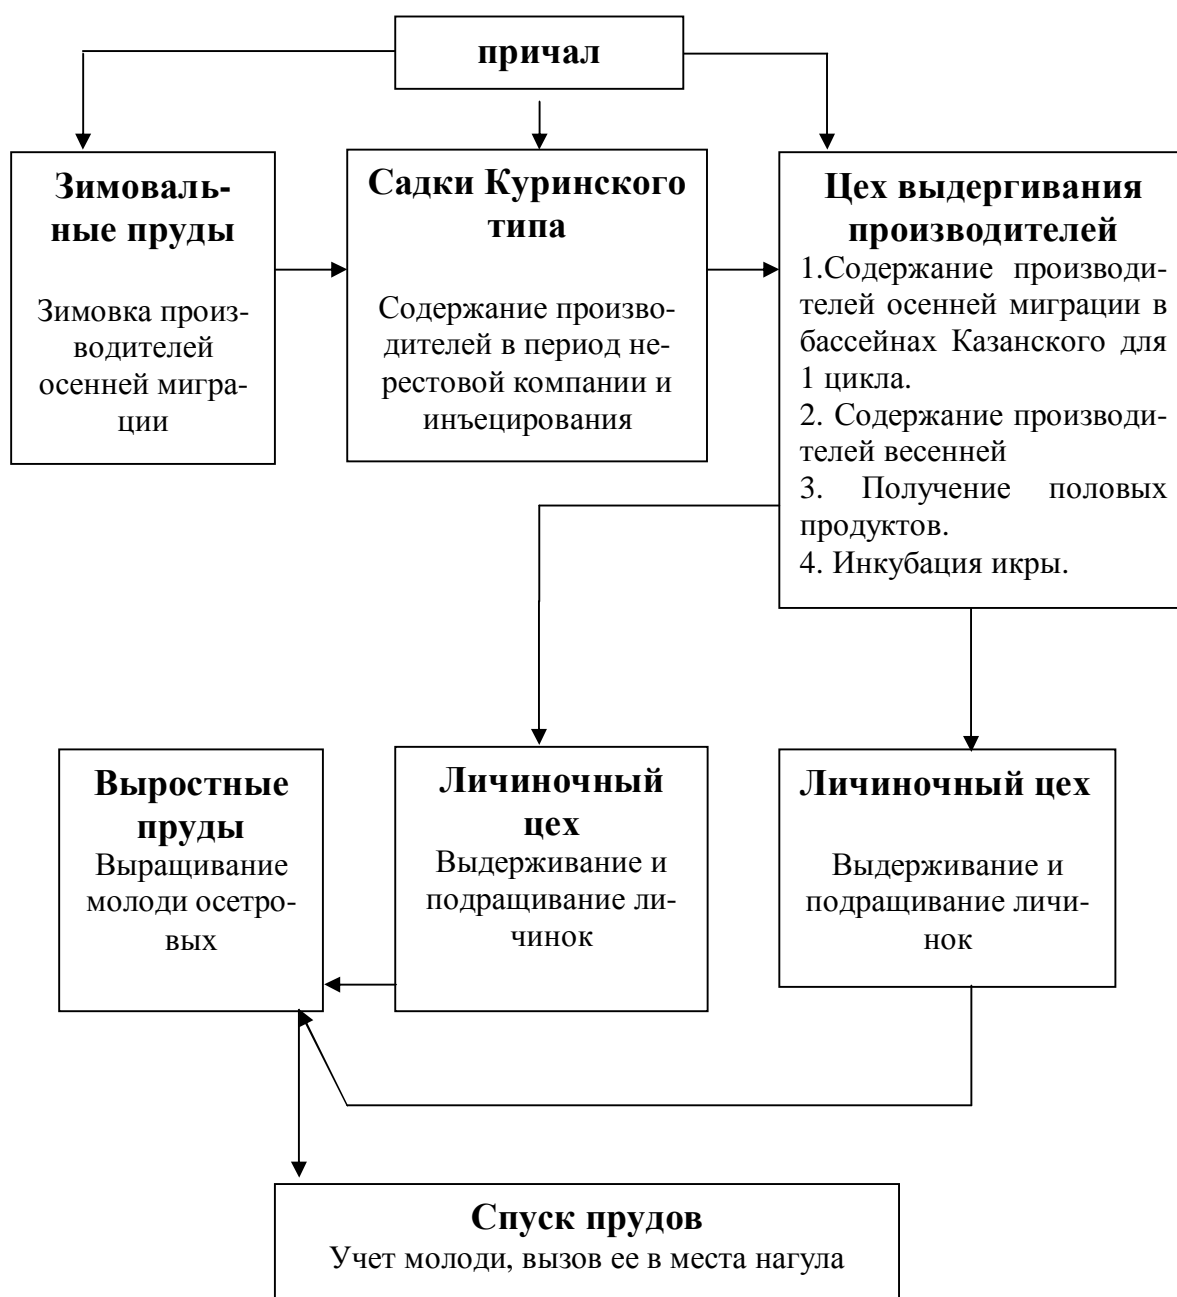 причал
Зимоваль-
ные пруды
Зимовка произ-
водителей
осенней мигра-
ции
Садки Куринского
типа
Содержание произво-
дителей в период не-
рестовой компании и
инъецирования
Цех выдергивания
производителей
1.Содержание производи-
телей осенней миграции в
бассейнах Казанского для
1 цикла.
2. Содержание производи-
телей весенней
3. Получение половых
продуктов.
4. Инкубация икры.
Выростные
пруды
Выращивание
молоди осетро-
вых
Личиночный
цех
Выдерживание и
подращивание ли-
чинок
Личиночный цех
Выдерживание и
подращивание личи-
нок
Спуск прудов
Учет молоди, вызов ее в места нагула